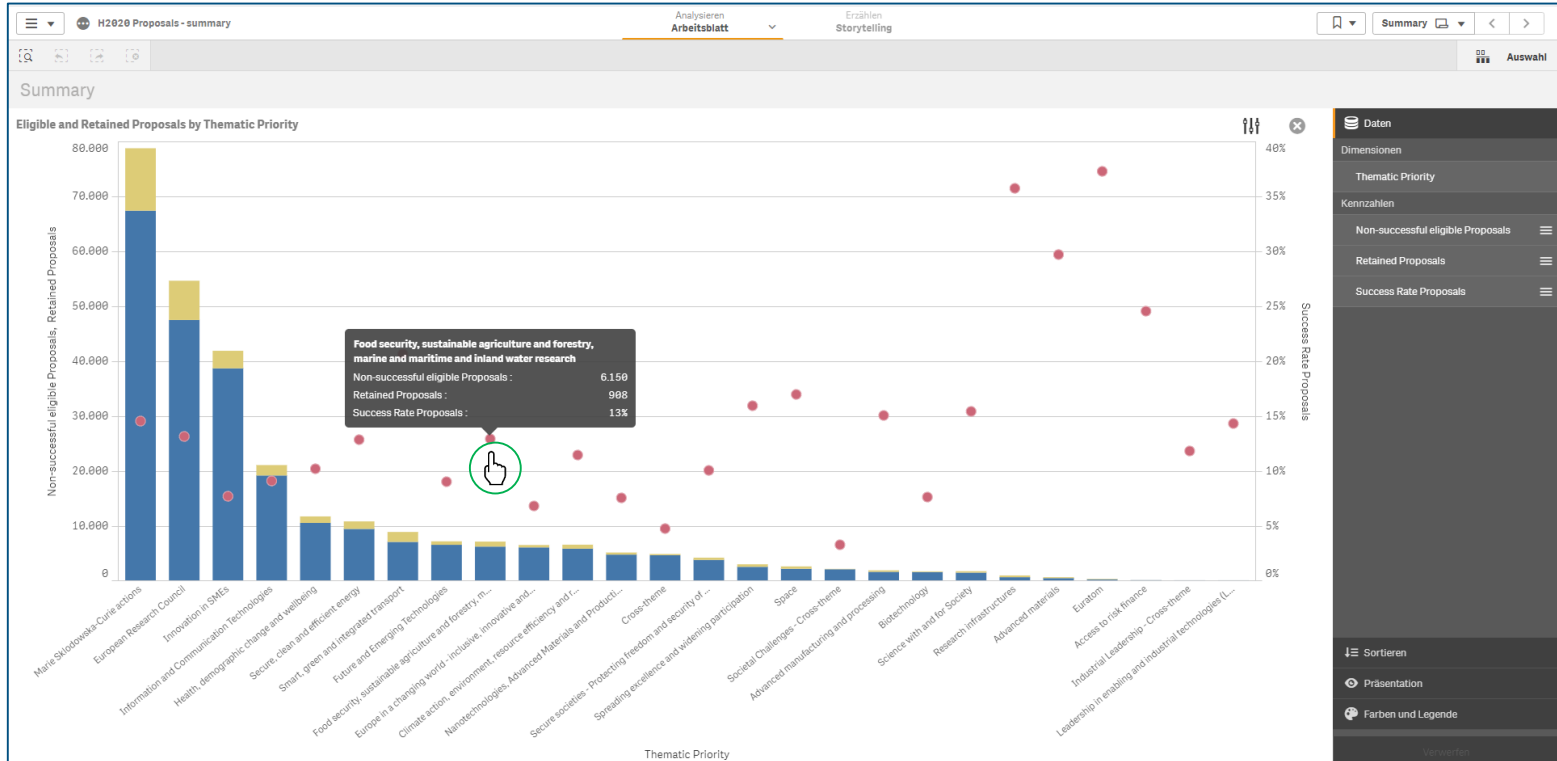 H2020 Proposals - summary
Analysieren
Arbeitsblatt
Erzählen
Storytelling
Summary
Auswahl
Summary
Eligible and Retained Proposals by Thematic Priority
80.000
70.000
60.000
50.000
40.000
30.000
20.000
10.000
0
Non-successful eligible Proposals, Retained Proposals
40%
35%
30%
25%
20%
15%
10%
5%
0%
Success Rate Proposals
Food security, sustainable agriculture and forestry,
marine and maritime and inland water research
Non-successful eligible Proposals : 6.150
Retained Proposals : 908
Success Rate Proposals : 13%
Marie Sklodowska-Curie actions
European Research Council
Innovation in SMEs
Information and Communication Technologies
Health, demographic change and wellbeing
Secure, clean and efficient energy
Smart, green and integrated transport
Future and Emerging Technologies
Food security, sustainable agriculture and forestry, m...
Europe in a changing world - inclusive, innovative and...
Climate action, environment, resource efficiency and r...
Nanotechnologies, Advanced Materials and Producti...
Cross-theme
Secure societies - Protecting freedom and security of ...
Spreading excellence and widening participation
Space
Societal Challenges - Cross-theme
Advanced manufacturing and processing
Biotechnology
Science with and for Society
Research infrastructures
Advanced materials
Euratom
Access to risk finance
Industrial Leadership - Cross-theme
Leadership in enabling and industrial technologies (L...
Thematic Priority
Daten
Dimensionen
Thematic Priority
Kennzahlen
Non-successful eligible Proposals
Retained Proposals
Success Rate Proposals
Sortieren
Präsentation
Farben und Legende
Verwerfen